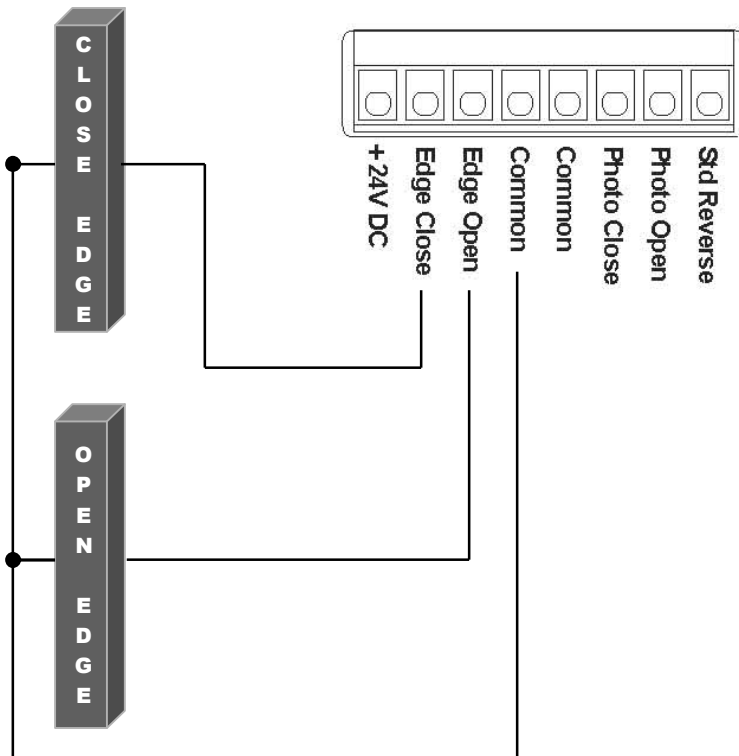 CLOSE EDGE
+24V DC
Edge Close
Edge Open
Common
Common
Photo Close
Photo Open
Std Reverse
OPEN EDGE